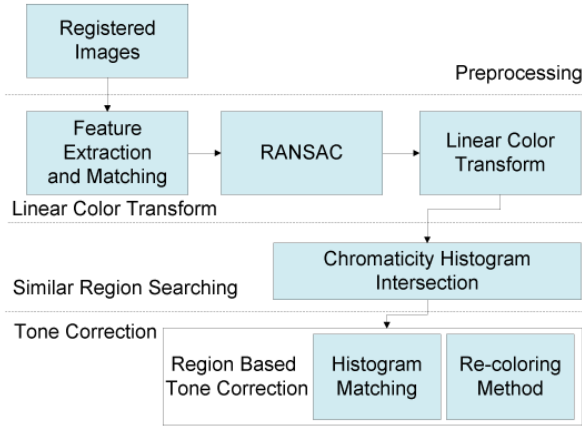 Registered
Images
Preprocessing
Feature
Extraction
and Matching
RANSAC
Linear Color
Transform
Linear Color Transform
Chromaticity Histogram
Intersection
Similar Region Searching
Tone Correction
Region Based
Tone Correction
Histogram
Matching
Re-coloring
Method